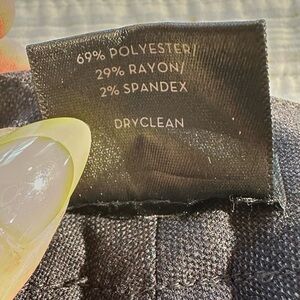 69% POLYESTER/
29% RAYON/
2% SPANDEX
DRYCLEAN